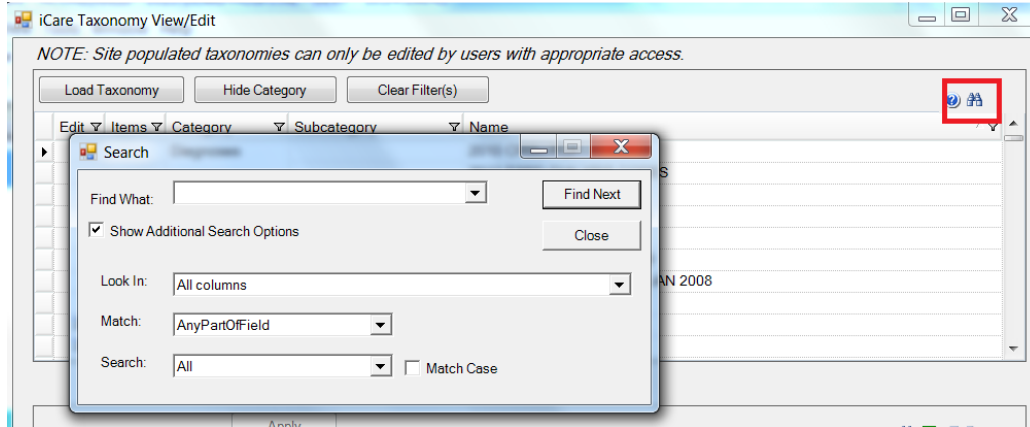 iCare Taxonomy View/Edit
NOTE: Site populated taxonomies can only be edited by users with appropriate access.
Load Taxonomy Hide Category Clear Filter(s)
Edit Items Category Subcategory Name
Search
S
Find What: Find Next
Show Additional Search Options Close
Look In: All columns
AN 2008
Match: AnyPartOfField
Search: All Match Case
Apply